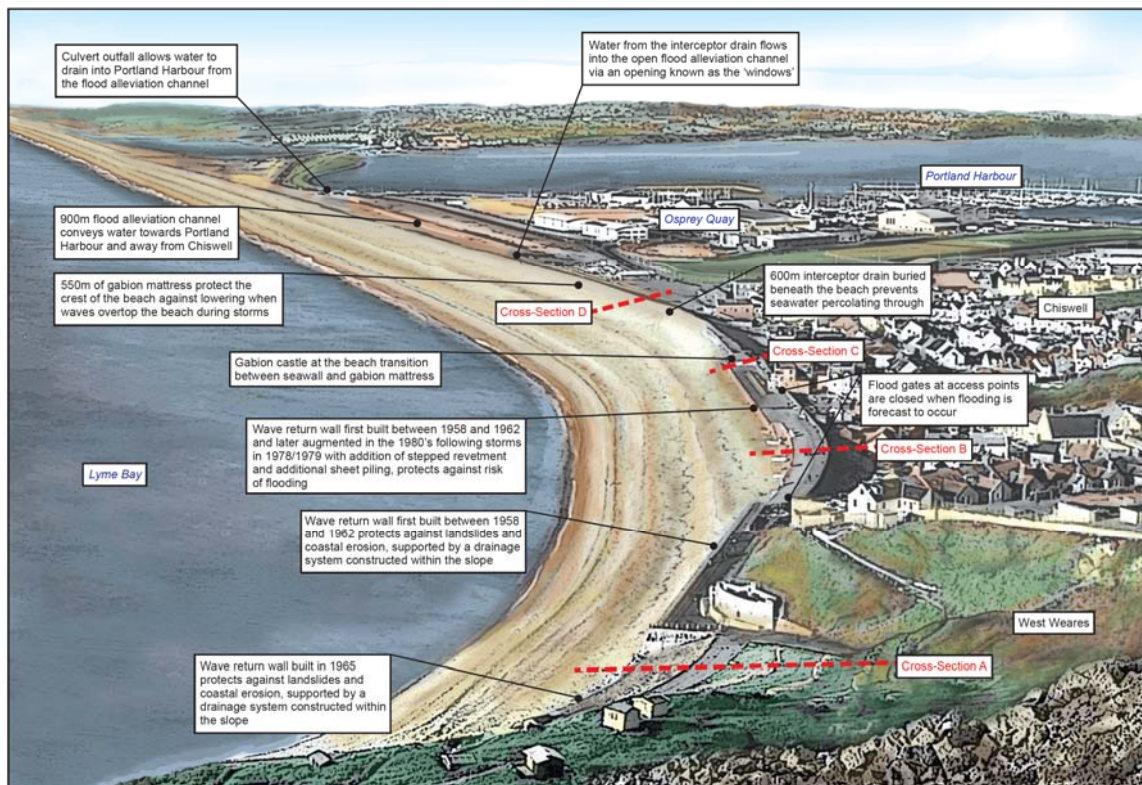 Culvert outfall allows water to
drain into Portland Harbour from
the flood alleviation channel
Water from the interceptor drain flows
into the open flood alleviation channel
via an opening known as the 'windows'
Portland Harbour
900m flood alleviation channel
conveys water towards Portland
Harbour and away from Chiswell
Osprey Quay
550m of gabion mattress protect the
crest of the beach against lowering when
waves overtop the beach during storms
600m interceptor drain buried
beneath the beach prevents
seawater percolating through
Chiswell
Cross-Section D
Gabion castle at the beach transition
between seawall and gabion mattress
Cross-Section C
Flood gates at access points
are closed when flooding is
forecast to occur
Wave return wall first built between 1958 and 1962
and later augmented in the 1980's following storms
in 1978/1979 with addition of stepped revetment
and additional sheet piling, protects against risk
of flooding
Cross-Section B
Lyme Bay
Wave return wall first built between 1958
and 1962 protects against landslides and
coastal erosion, supported by a drainage
system constructed within the slope
West Weares
Wave return wall built in 1965
protects against landslides and
coastal erosion, supported by a
drainage system constructed within
the slope
Cross-Section A